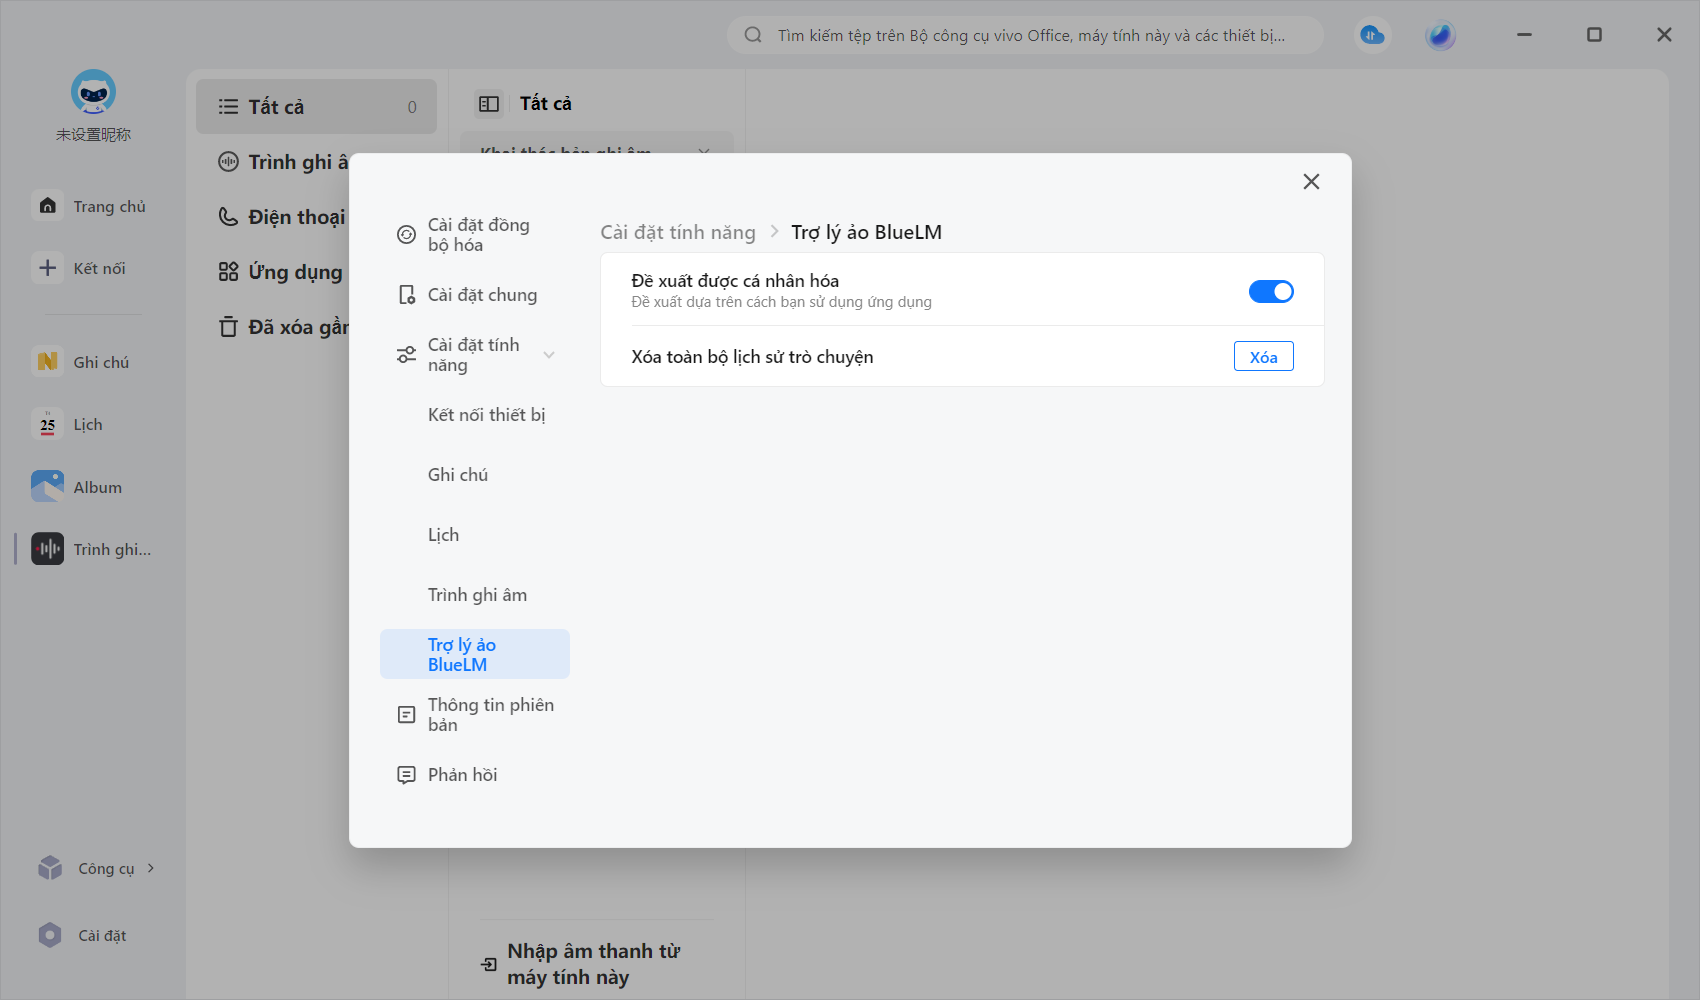 Tìm kiếm tệp trên Bộ công cụ vivo Office, máy tính này và các thiết bị...
未设置昵称
Trang chủ
Kết nối
Ghi chú
25
Lịch
Album
Trình ghi...
Công cụ
Cài đặt
Tất cả
0
Trình ghi â
Điện thoại
Ứng dụng
Đã xóa gần
Tất cả
Khai thác bản ghi âm
Cài đặt đồng
bộ hóa
Cài đặt chung
Cài đặt tính
năng
Kết nối thiết bị
Ghi chú
Lịch
Trình ghi âm
Trợ lý ảo
BlueLM
Thông tin phiên
bản
Phản hồi
Cài đặt tính năng
Trợ lý ảo BlueLM
Đề xuất được cá nhân hóa
Đề xuất dựa trên cách bạn sử dụng ứng dụng
Xóa toàn bộ lịch sử trò chuyện
Xóa
Nhập âm thanh từ
máy tính này